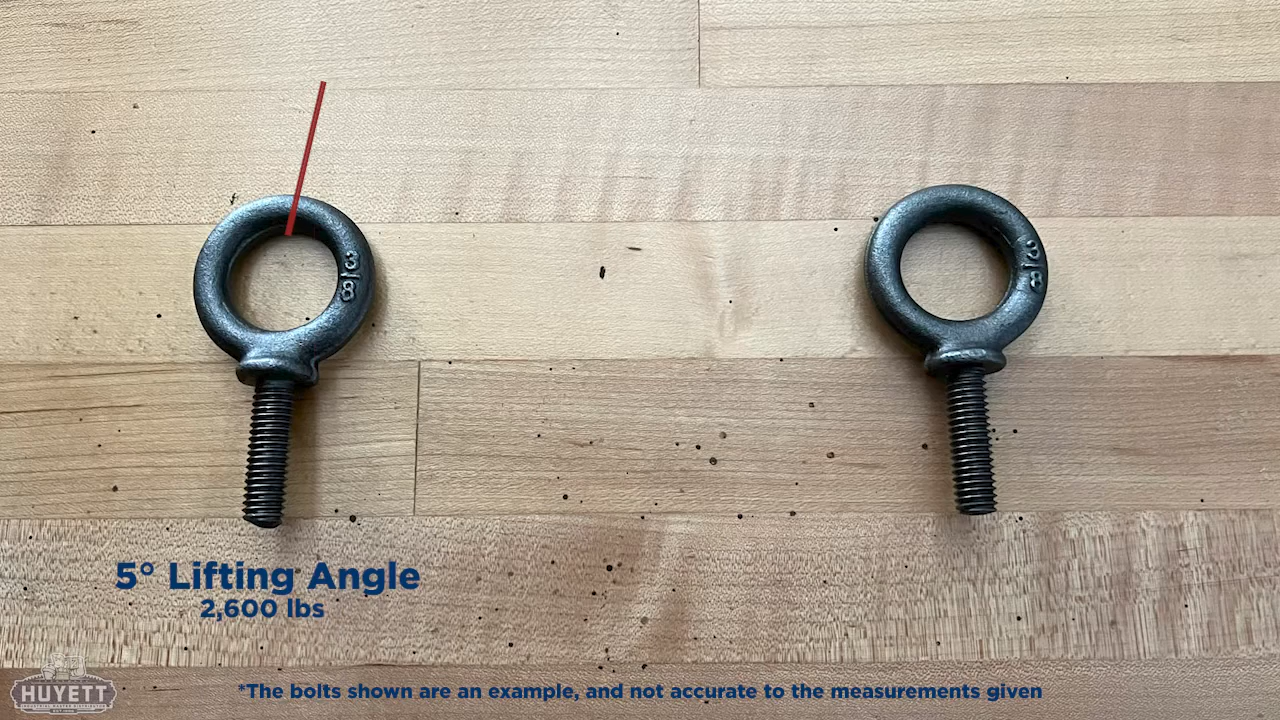 3/8
3/8
5° Lifting Angle
2,600 lbs
HUYETT
*The bolts shown are an example, and not accurate to the measurements given